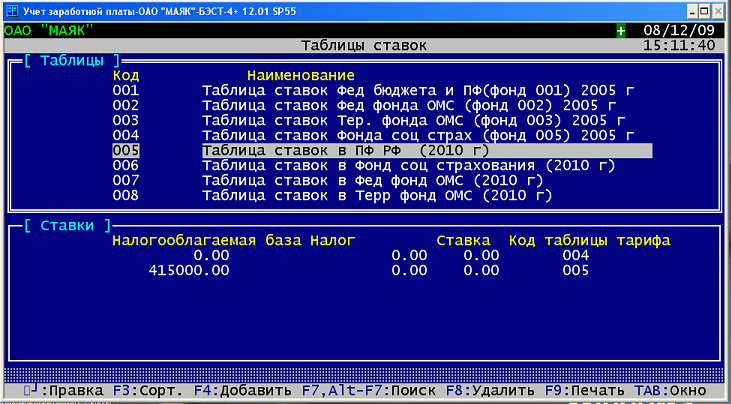 Учет заработной платы-ОАО "МАЯК"-БЭСТ-4+ 12.01 SP55
ОАО "МАЯК" + 08/12/09
Таблицы ставок 15:11:40
[ Таблицы ]
Код Наименование
001 Таблица ставок Фед бюджета и ПФ(фонд 001) 2005 г
002 Таблица ставок Фед фонда ОМС (фонд 002) 2005 г
003 Таблица ставок Тер. фонда ОМС (фонд 003) 2005 г
004 Таблица ставок Фонда соц страх (фонд 005) 2005 г
005 Таблица ставок в ПФ РФ (2010 г)
006 Таблица ставок в Фонд соц страхования (2010 г)
007 Таблица ставок в Фед фонд ОМС (2010 г)
008 Таблица ставок в Терр фонд ОМС (2010 г)
[ Ставки ]
Налогооблагаемая база Налог Ставка Код таблицы тарифа
0.00 0.00 0.00 004
415000.00 0.00 0.00 005
:Правка F3:Сорт. F4:Добавить F7,Alt-F7:Поиск F8:Удалить F9:Печать TAB:Окно